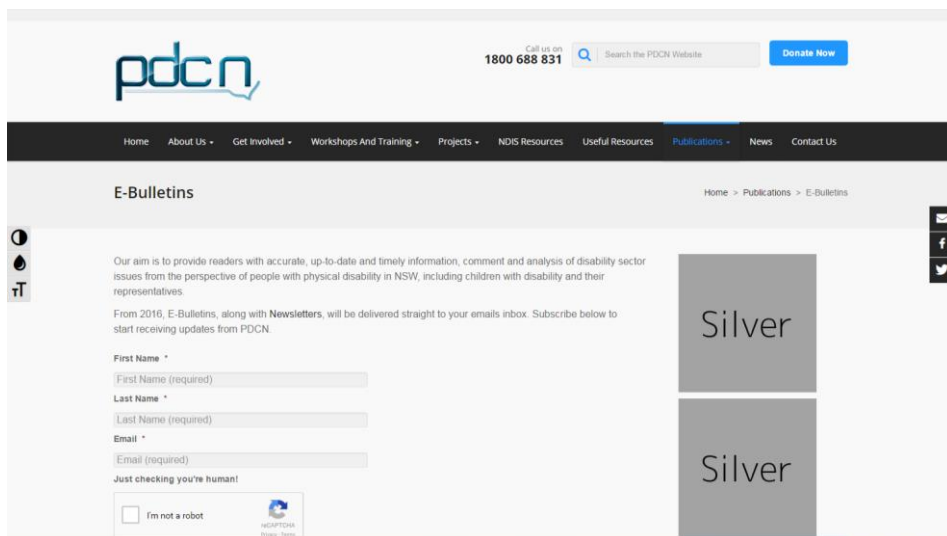 pdcn
Call us on
1800 688 831
Search the PDCN Website
Donate Now
Home About Us Get Involved Workshops And Training Projects NDIS Resources Useful Resources Publications News Contact Us
E-Bulletins
Home > Publications > E-Bulletins
Our aim is to provide readers with accurate, up-to-date and timely information, comment and analysis of disability sector
issues from the perspective of people with physical disability in NSW, including children with disability and their
representatives.
From 2016, E-Bulletins, along with Newsletters, will be delivered straight to your emails inbox. Subscribe below to
start receiving updates from PDCN.
First Name *
First Name (required)
Last Name *
Last Name (required)
Email *
Email (required)
Just checking you're human!
I'm not a robot
reCAPTCHA
Privacy - Terms
Silver
Silver